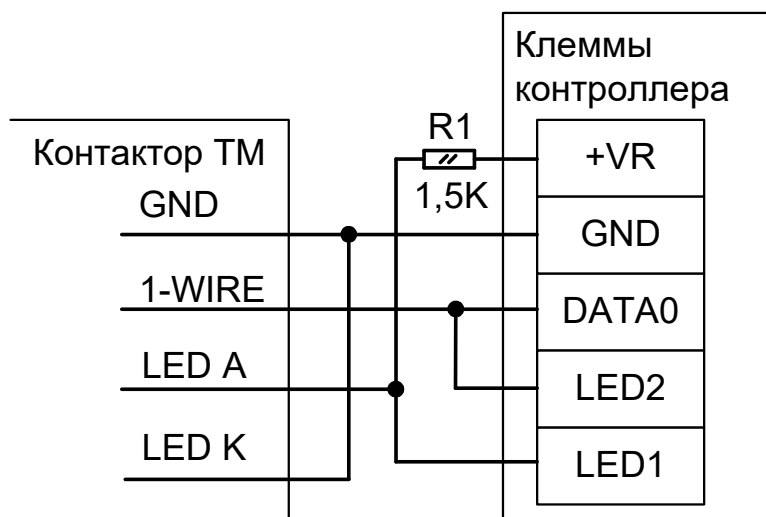 Клеммы
контроллера
R1
Контактор ТМ
+VR
1,5K
GND
GND
1-WIRE
DATA0
LED A
LED2
LED K
LED1